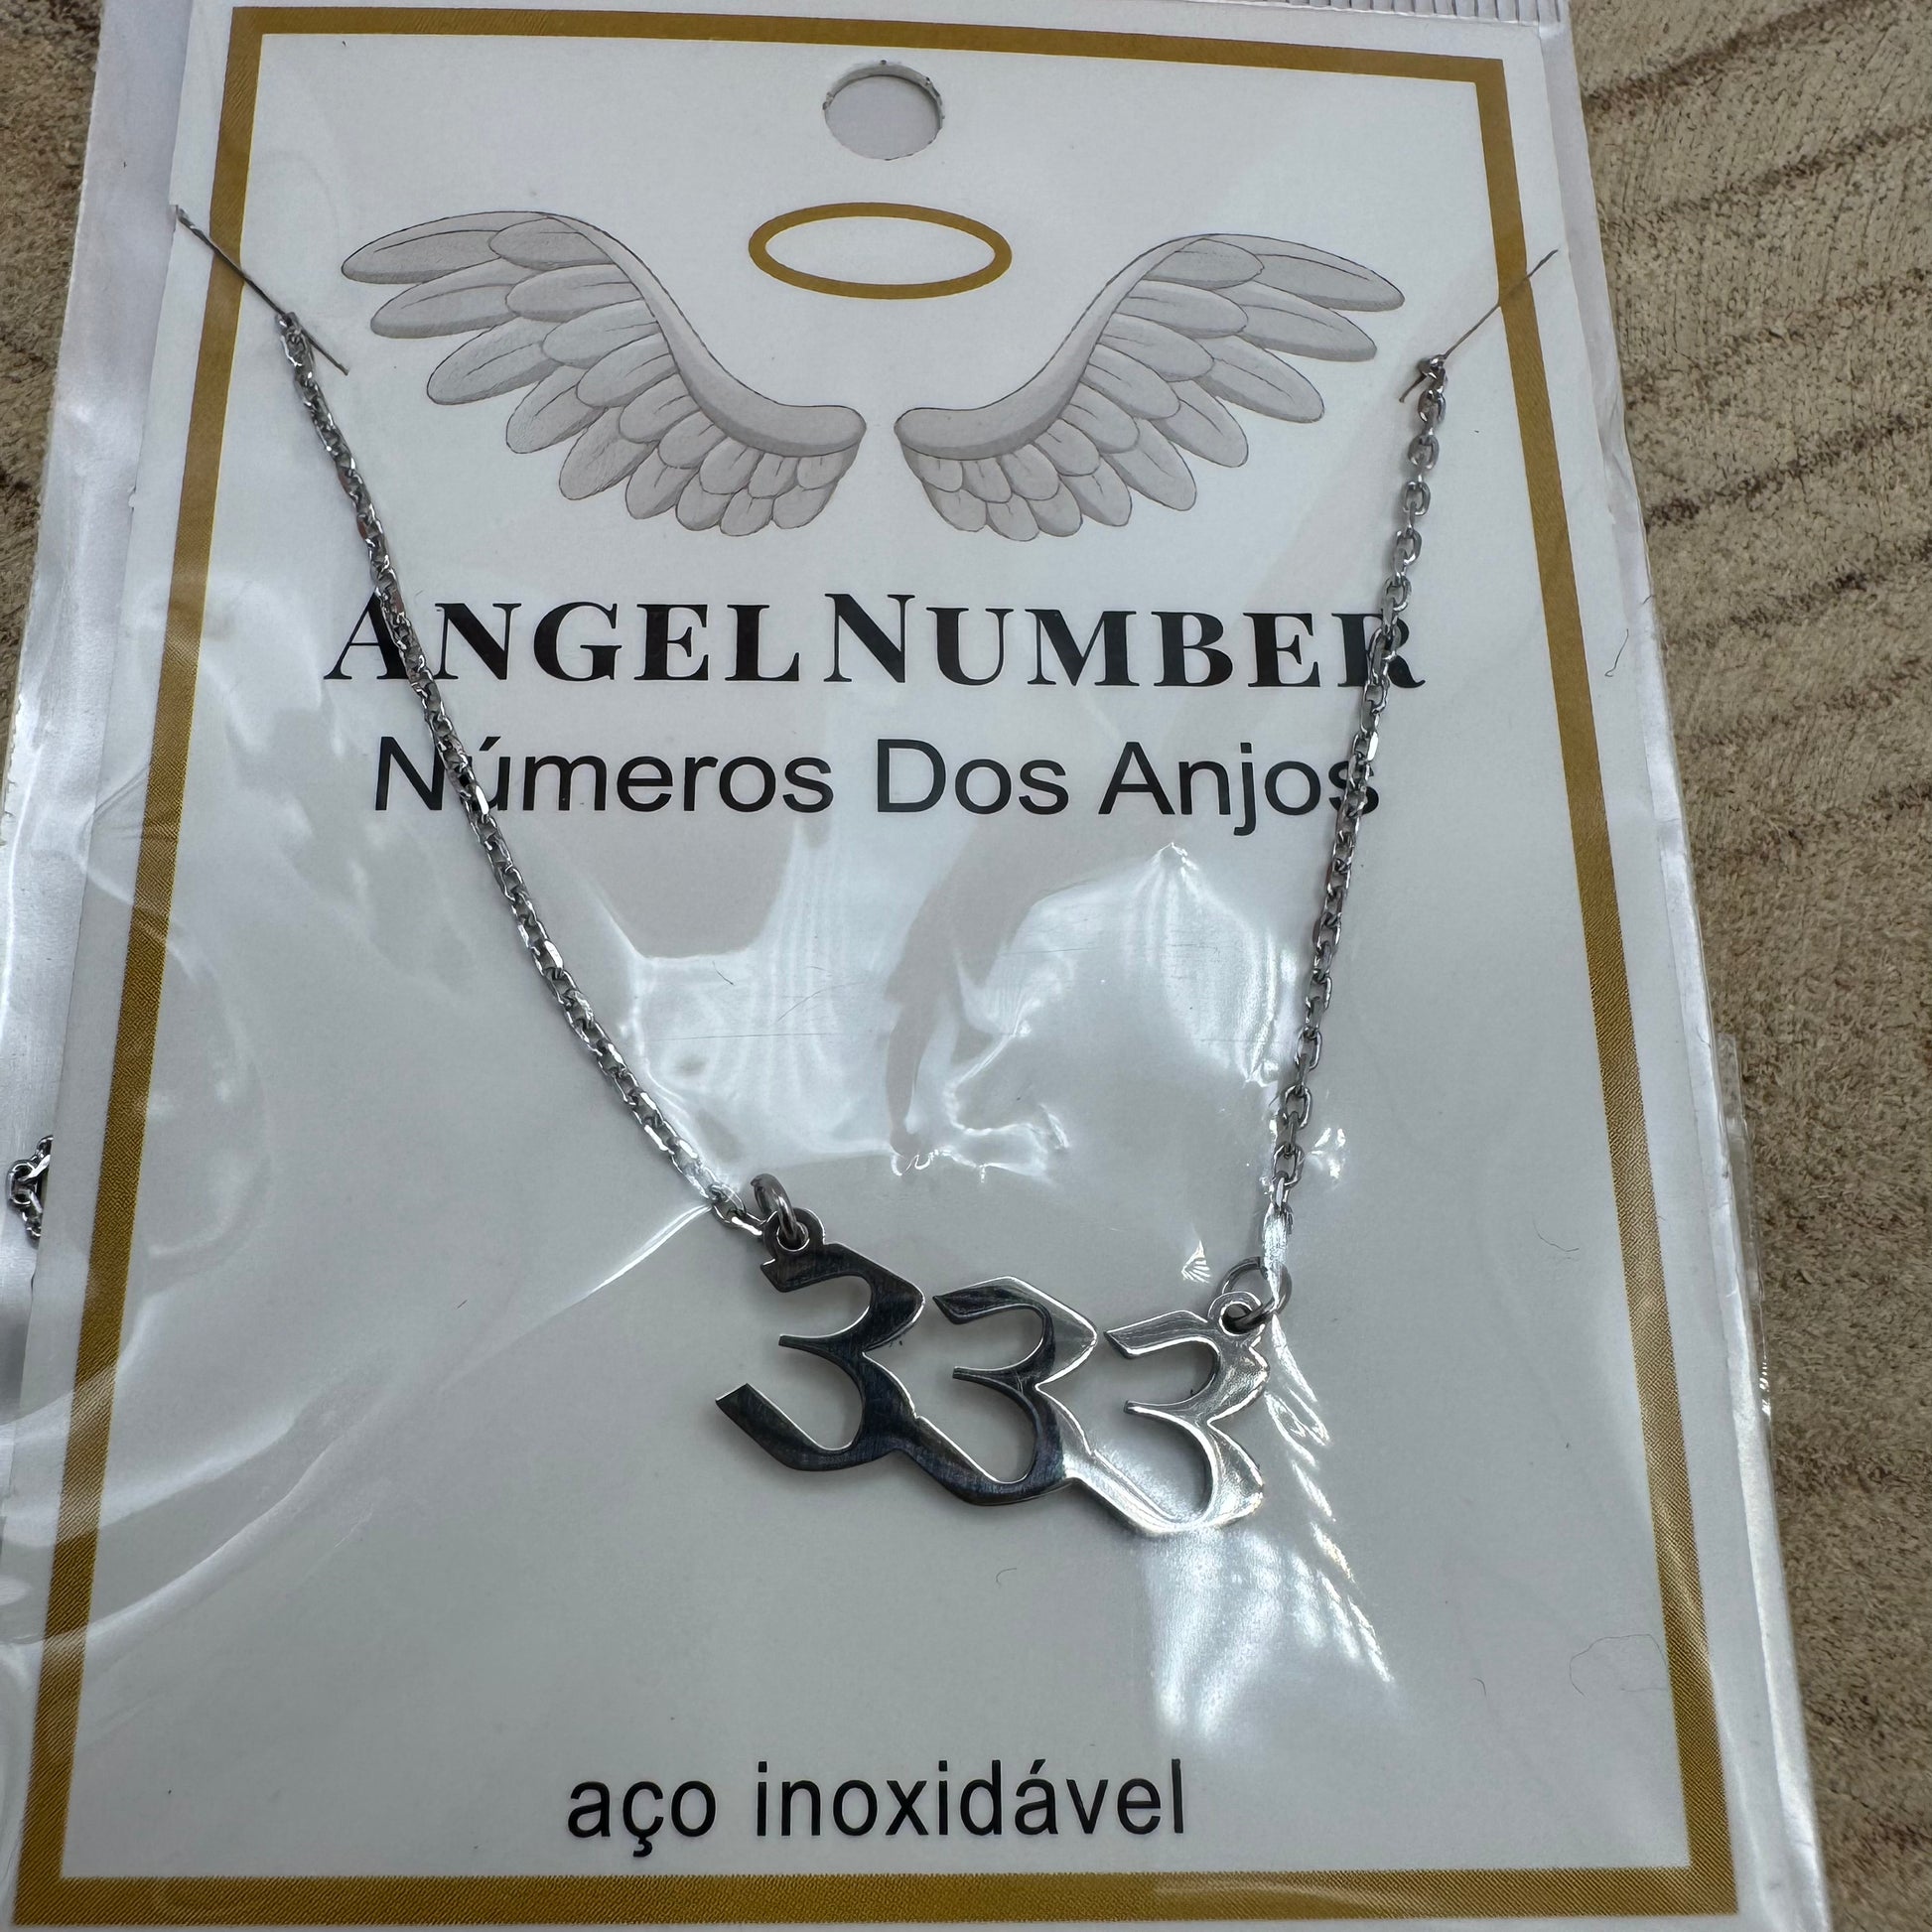 ANGEL NUMBER
Números Dos Anjos
333
aço inoxidável